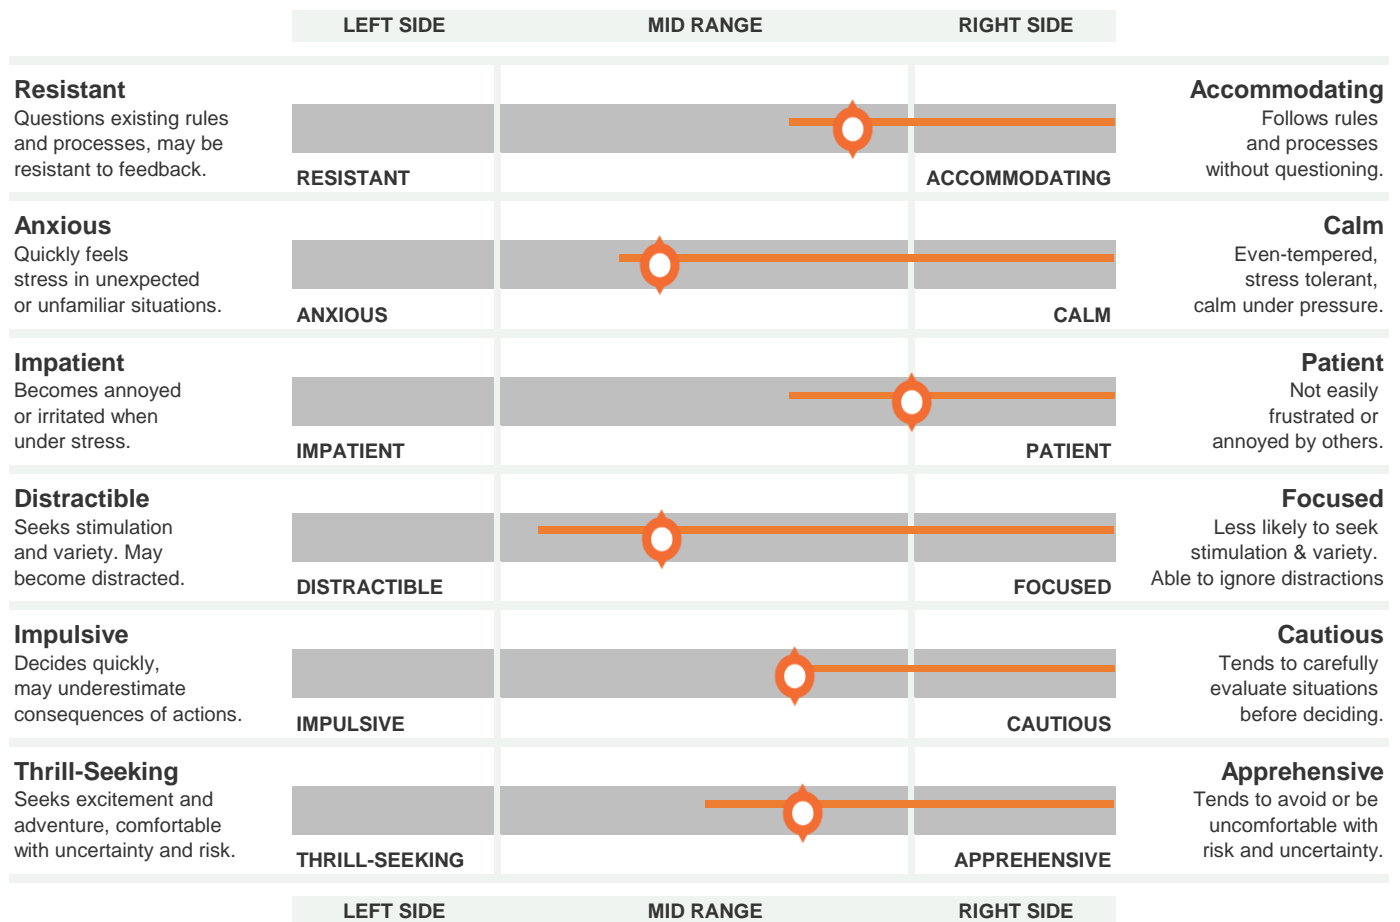 LEFT SIDE MID RANGE RIGHT SIDE
Resistant
Questions existing rules
and processes, may be
resistant to feedback.
RESISTANT
ACCOMMODATING
Accommodating
Follows rules
and processes
without questioning.
Anxious
Quickly feels
stress in unexpected
or unfamiliar situations.
ANXIOUS
CALM
Calm
Even-tempered,
stress tolerant,
calm under pressure.
Impatient
Becomes annoyed
or irritated when
under stress.
IMPATIENT
PATIENT
Patient
Not easily
frustrated or
annoyed by others.
Distractible
Seeks stimulation
and variety. May
become distracted.
DISTRACTIBLE
FOCUSED
Focused
Less likely to seek
stimulation & variety.
Able to ignore distractions
Impulsive
Decides quickly,
may underestimate
consequences of actions.
IMPULSIVE
CAUTIOUS
Cautious
Tends to carefully
evaluate situations
before deciding.
Thrill-Seeking
Seeks excitement and
adventure, comfortable
with uncertainty and risk.
THRILL-SEEKING
APPREHENSIVE
Apprehensive
Tends to avoid or be
uncomfortable with
risk and uncertainty.
LEFT SIDE MID RANGE RIGHT SIDE